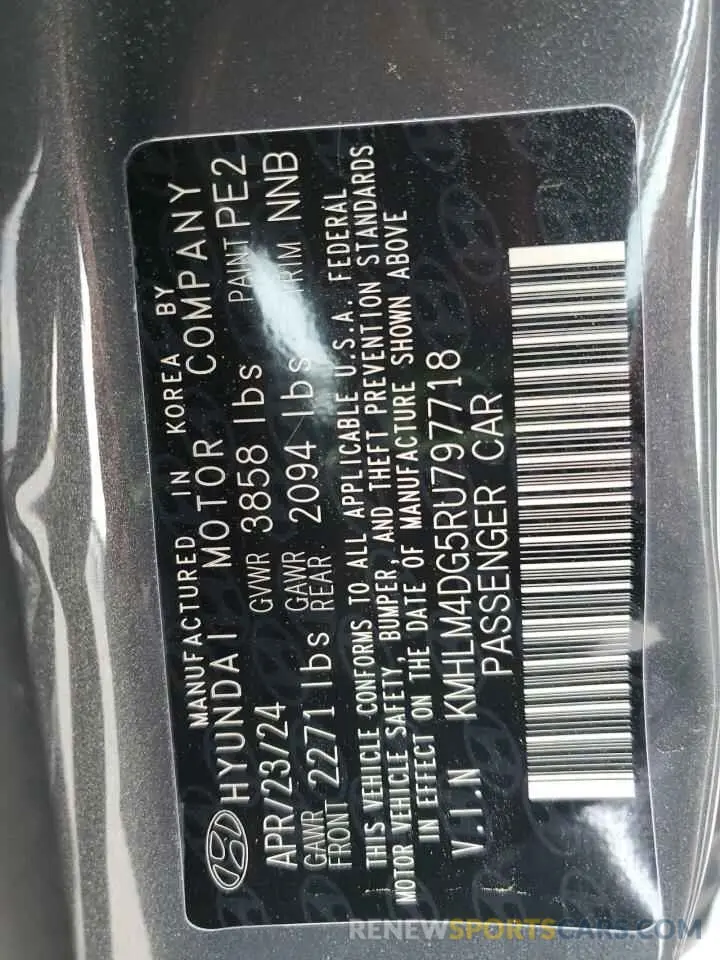 MANUFACTURED IN KOREA BY
HYUNDAI MOTOR COMPANY
APR/23/24 GVWR 3858 lbs PAINT PE2
GAWR FRONT 2271 lbs GAWR REAR. 2094 lbs TRIM NNB
THIS VEHICLE CONFORMS TO ALL APPLICABLE U.S.A. FEDERAL
MOTOR VEHICLE SAFETY, BUMPER, AND THEFT PREVENTION STANDARDS
IN EFFECT ON THE DATE OF MANUFACTURE SHOWN ABOVE
V.I.N KMHLM4DG5RU797718
PASSENGER CAR
RENEWSPORTSCARS.COM